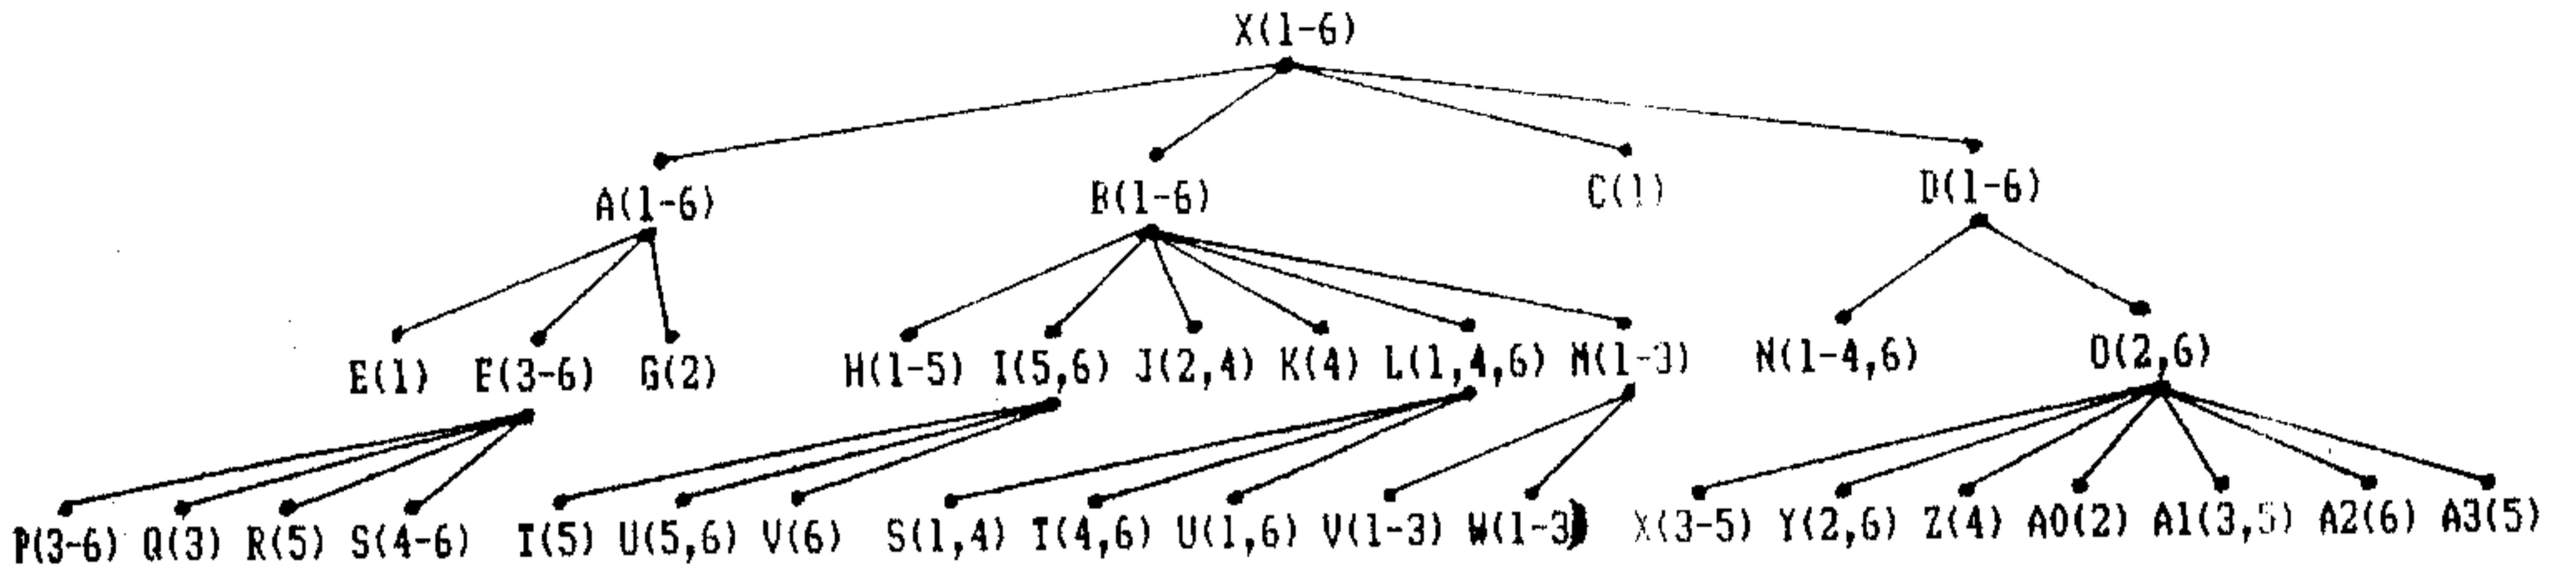 X(1-6)
A(1-6) B(1-6) C(1) D(1-6)
E(1) F(3-6) G(2) H(1-5) I(5,6) J(2,4) K(4) L(1,4,6) M(1-3) N(1-4,6) O(2,6)
P(3-6) Q(3) R(5) S(4-6) T(5) U(5,6) V(6) S(1,4) T(4,6) U(1,6) V(1-3) W(1-3) X(3-5) Y(2,6) Z(4) A0(2) A1(3,5) A2(6) A3(5)